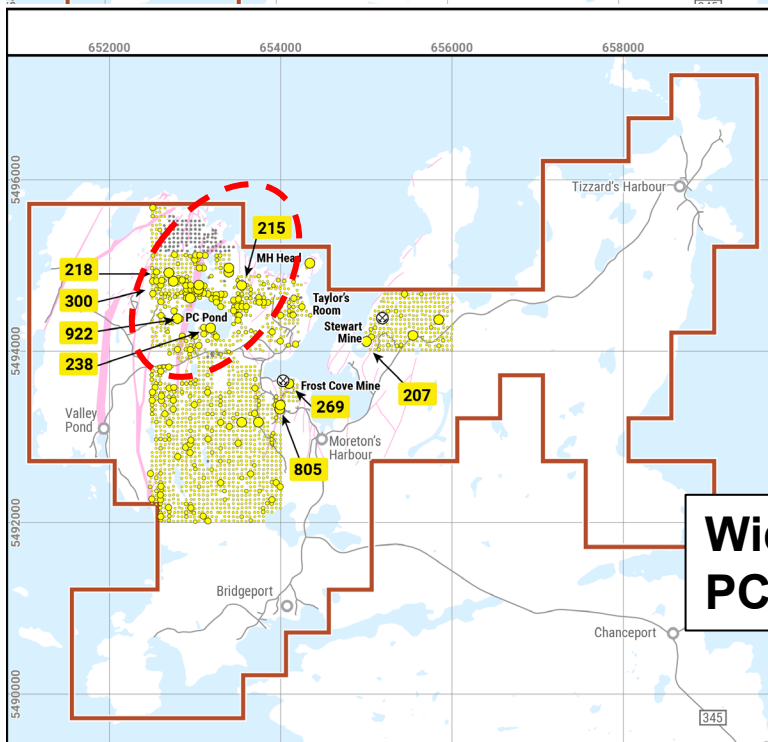 652000
654000
656000
658000
5496000
Tizzard's Harbour
215
MH Head
218
300
Taylor's
Room
PC Pond
Stewart
Mine
922
5494000
238
Frost Cove Mine
207
269
Valley
Pond
Moreton's
Harbour
805
5492000
PC
Bridgeport
Chanceport
5490000
345